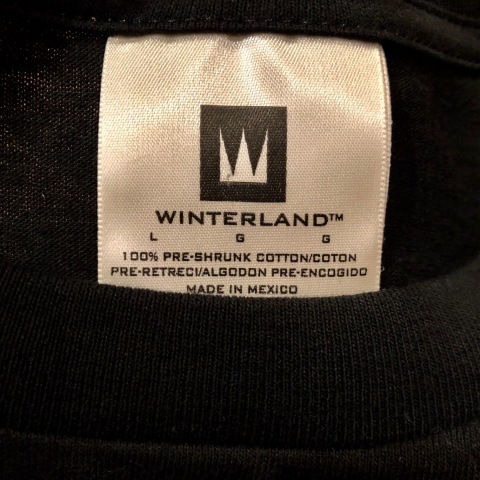 WINTERLAND™
L G G
100% PRE-SHRUNK COTTON/COTON
PRE-RETRECI/ALGODON PRE-ENCOGIDO
MADE IN MEXICO